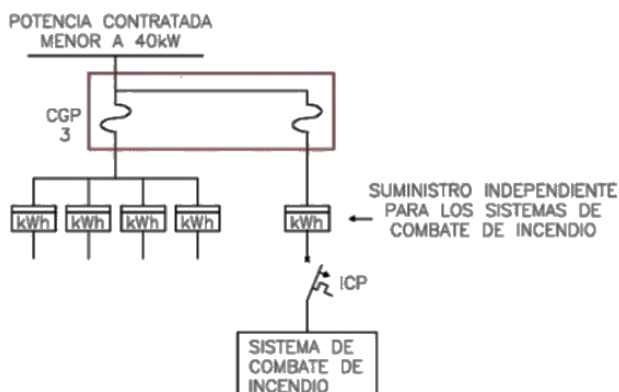 POTENCIA CONTRATADA
MENOR A 40kW
CGP
3
kWh kWh kWh kWh kWh
SUMINISTRO INDEPENDIENTE
PARA LOS SISTEMAS DE
COMBATE DE INCENDIO
ICP
SISTEMA DE
COMBATE DE
INCENDIO